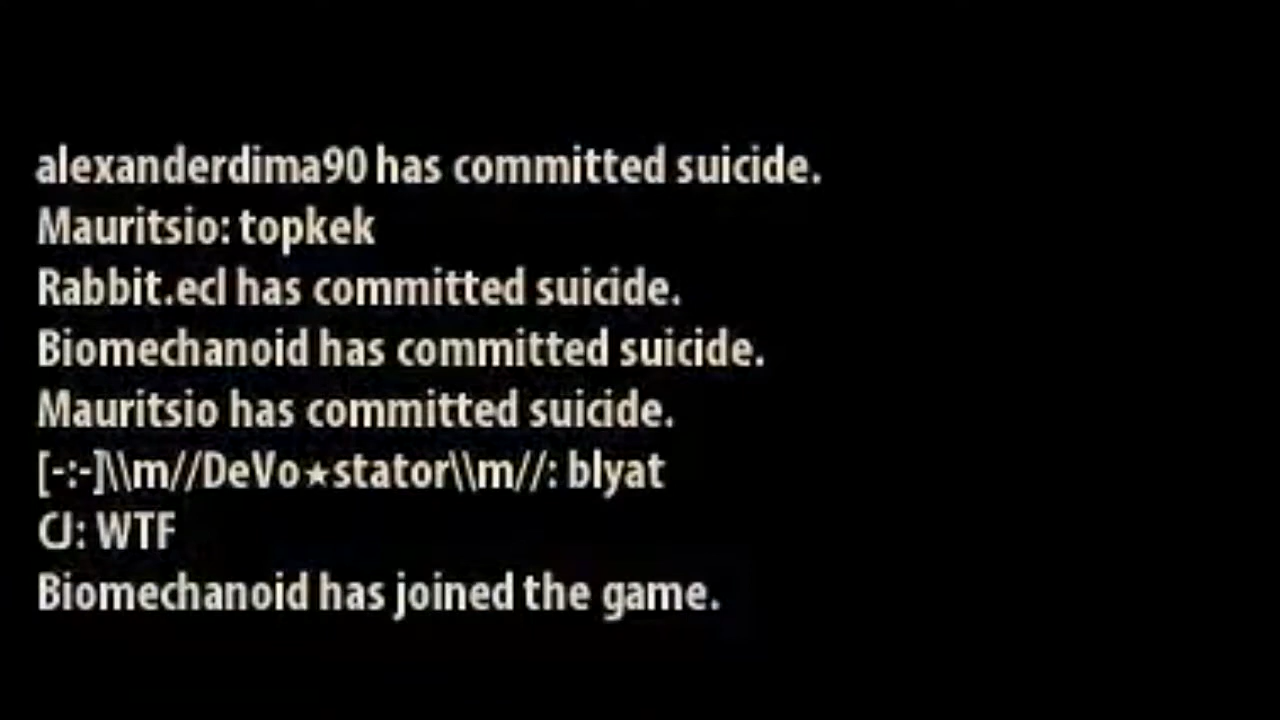 alexanderdima90 has committed suicide.
Mauritsio: topkek
Rabbit.ecl has committed suicide.
Biomechanoid has committed suicide.
Mauritsio has committed suicide.
[-:-]\\m//DeVo★stator\\m//: blyat
CJ: WTF
Biomechanoid has joined the game.